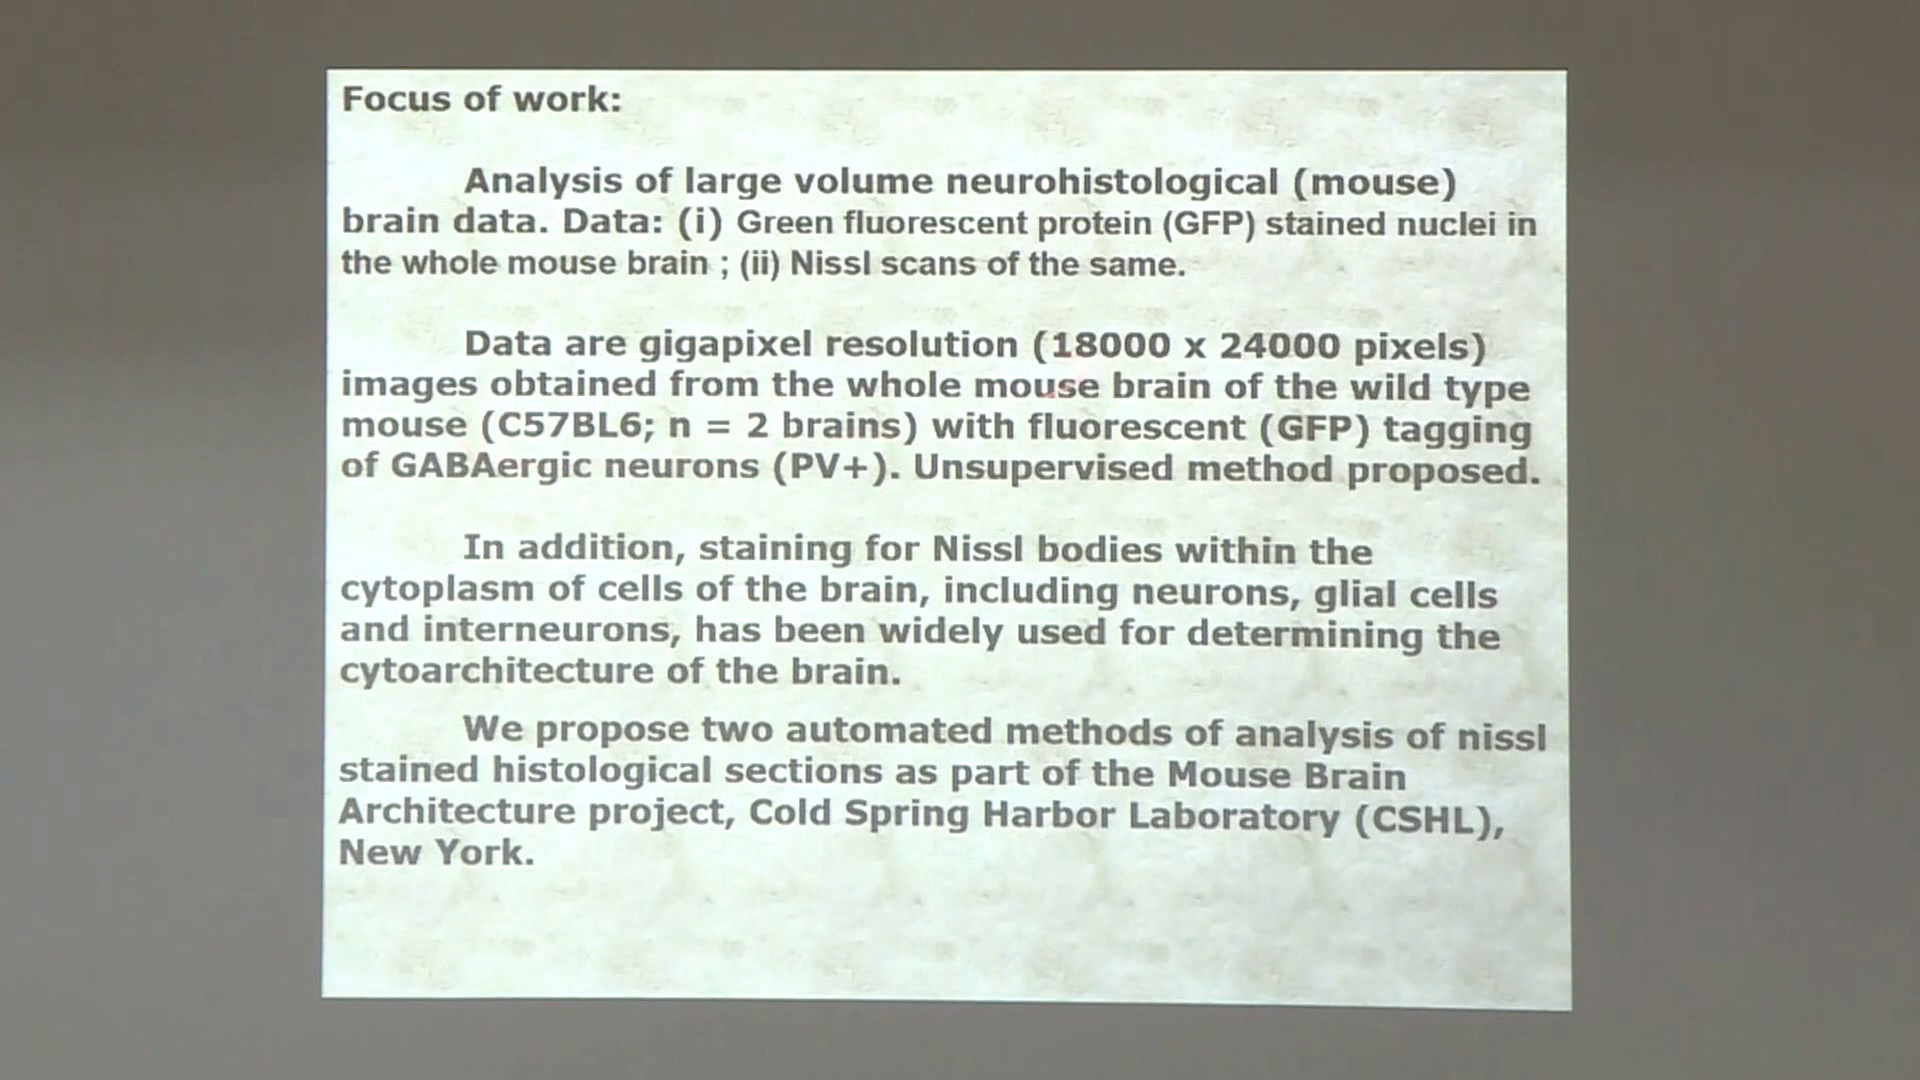 Focus of work:
Analysis of large volume neurohistological (mouse)
brain data. Data: (i) Green fluorescent protein (GFP) stained nuclei in
the whole mouse brain ; (ii) Nissl scans of the same.
Data are gigapixel resolution (18000 x 24000 pixels)
images obtained from the whole mouse brain of the wild type
mouse (C57BL6; n = 2 brains) with fluorescent (GFP) tagging
of GABAergic neurons (PV+). Unsupervised method proposed.
In addition, staining for Nissl bodies within the
cytoplasm of cells of the brain, including neurons, glial cells
and interneurons, has been widely used for determining the
cytoarchitecture of the brain.
We propose two automated methods of analysis of nissl
stained histological sections as part of the Mouse Brain
Architecture project, Cold Spring Harbor Laboratory (CSHL),
New York.